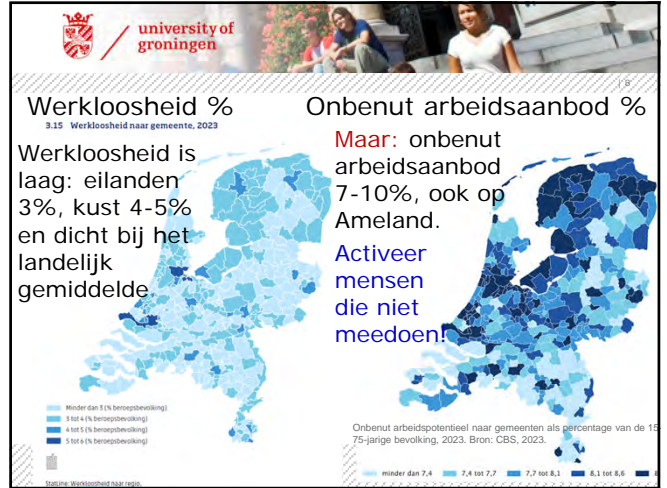 university of
groningen
| 8
Werkloosheid %
3.15 Werkloosheid naar gemeente, 2023
Werkloosheid is
laag: eilanden
3%, kust 4-5%
en dicht bij het
landelijk
gemiddelde.
Minder dan 3 (% beroepsbevolking)
3 tot 4 (% beroepsbevolking)
4 tot 5 (% beroepsbevolking)
5 tot 6 (% beroepsbevolking)
StatLine: Werkloosheid naar regio.
Onbenut arbeidsaanbod %
Maar: onbenut
arbeidsaanbod
7-10%, ook op
Ameland.
Activeer
mensen
die niet
meedoen!
Onbenut arbeidspotentieel naar gemeenten als percentage van de 15
75-jarige bevolking, 2023. Bron: CBS, 2023.
minder dan 7,4
7,4 tot 7,7
7,7 tot 8,1
8,1 tot 8,6